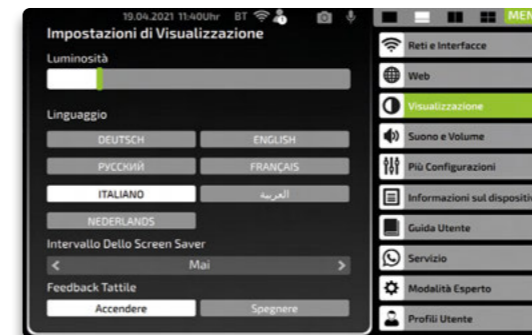 19.04.2021 11:40Uhr BT
MEN
Impostazioni di Visualizzazione
Luminosità
Linguaggio
DEUTSCH ENGLISH
РУССКИЙ FRANÇAIS
ITALIANO العربية
NEDERLANDS
Intervallo Dello Screen Saver
< Mai >
Feedback Tattile
Accendere Spegnere
Reti e Interfacce
Web
Visualizzazione
Suono e Volume
Più Configurazioni
Informazioni sul dispositiv
Guida Utente
Servizio
Modalità Esperto
Profili Utente